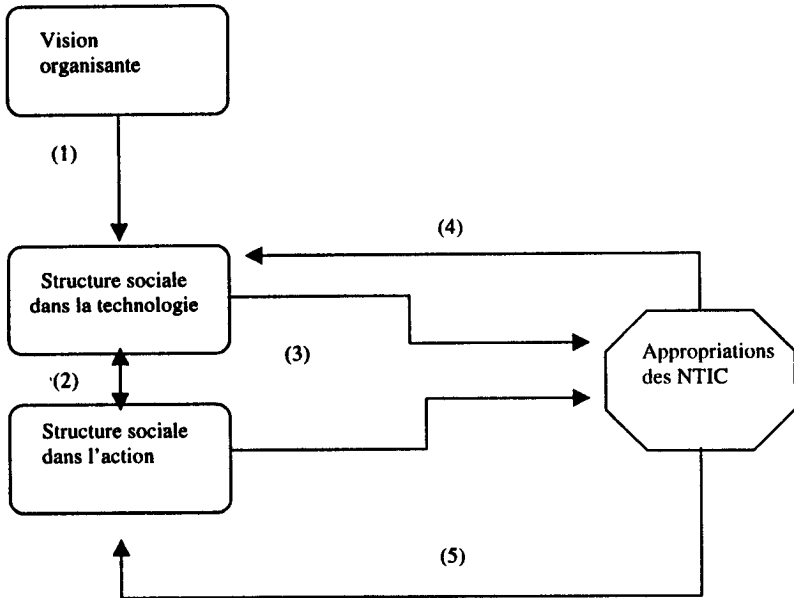 Vision
organisante
(1)
(4)
Structure sociale
dans la technologie
(3)
Appropriations
des NTIC
(2)
Structure sociale
dans l'action
(5)